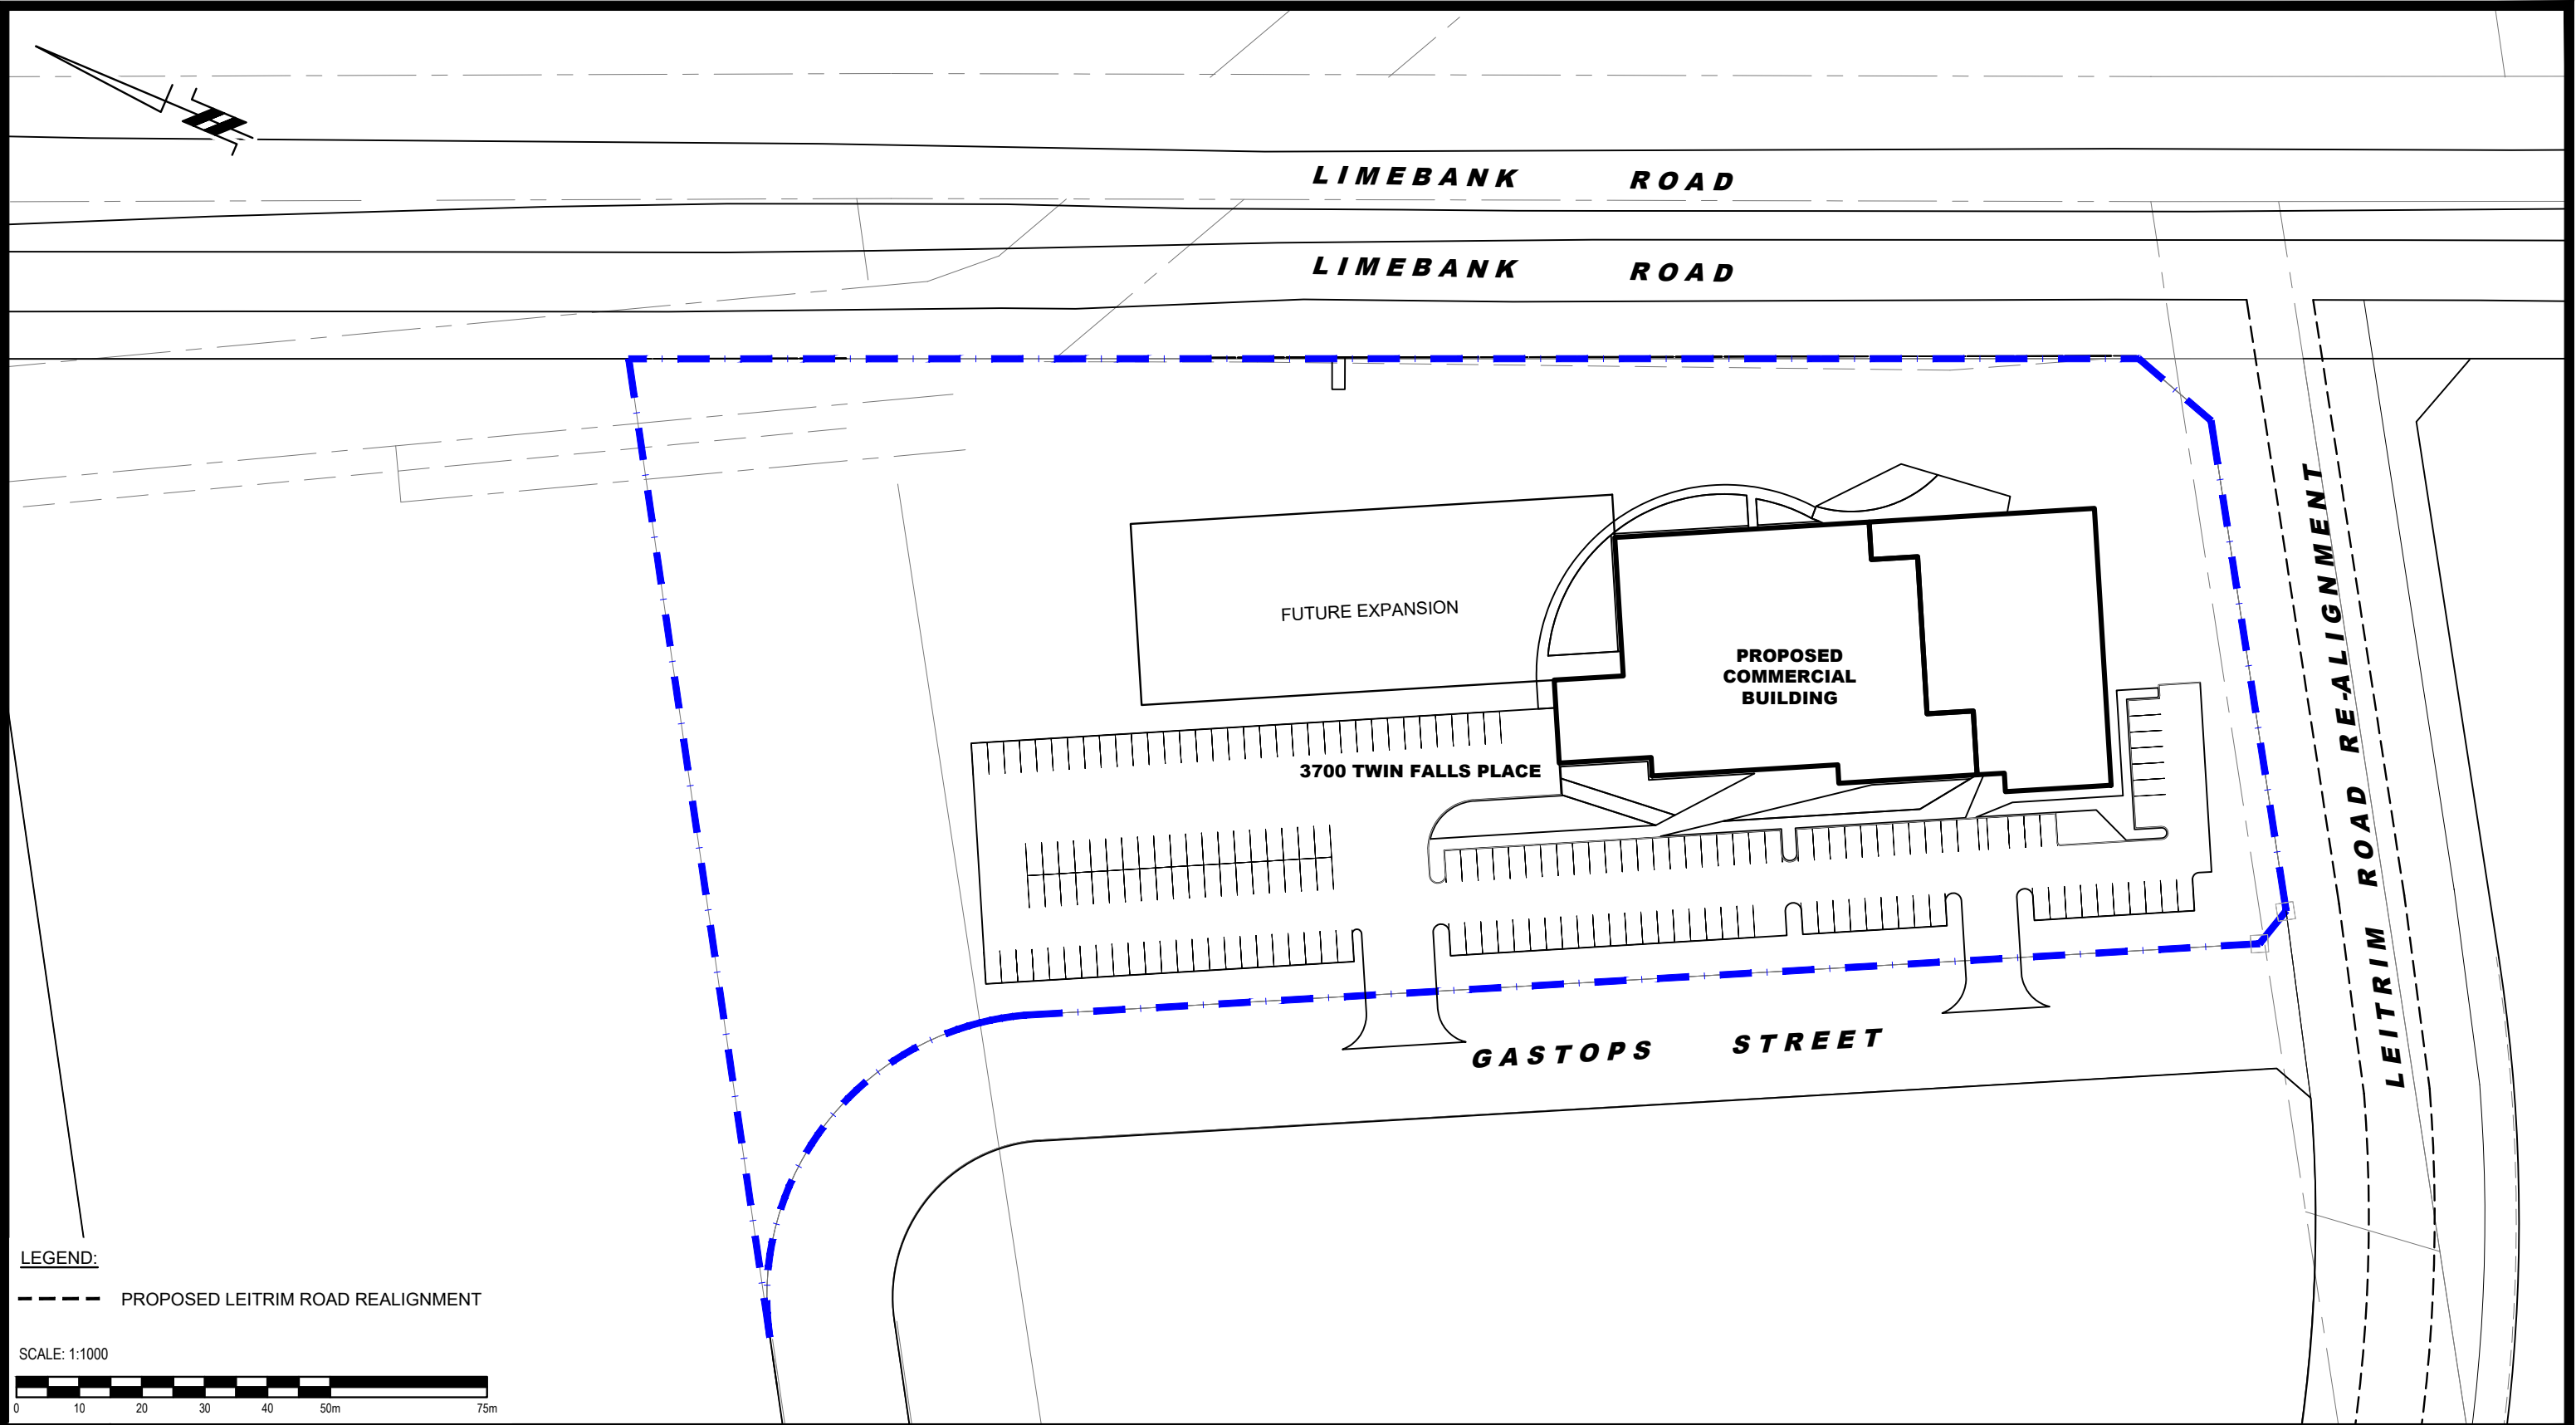 LIMEBANK ROAD
LIMEBANK ROAD
LEITRIM ROAD RE-ALIGNMENT
FUTURE EXPANSION
PROPOSED
COMMERCIAL
BUILDING
3700 TWIN FALLS PLACE
GASTOPS STREET
LEGEND:
PROPOSED LEITRIM ROAD REALIGNMENT
SCALE: 1:1000
0 10 20 30 40 50m 75m